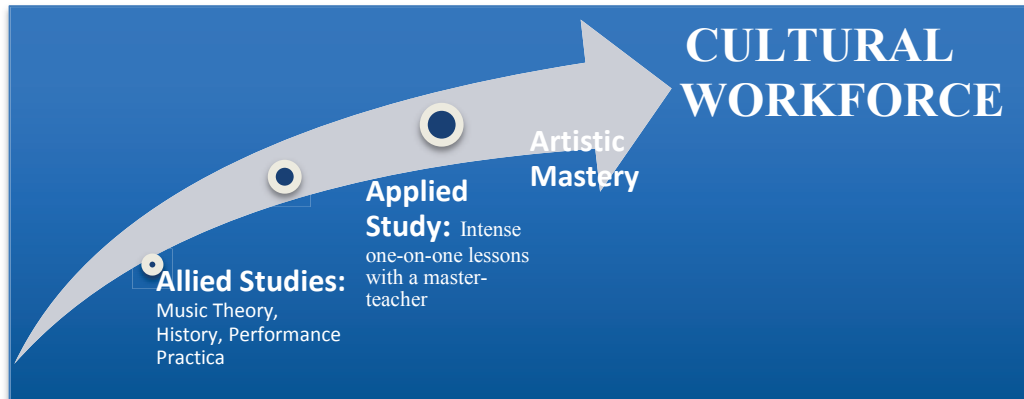 CULTURAL
WORKFORCE
Artistic
Mastery
Applied
Study: Intense
one-on-one lessons
with a master-
teacher
Allied Studies:
Music Theory,
History, Performance
Practica